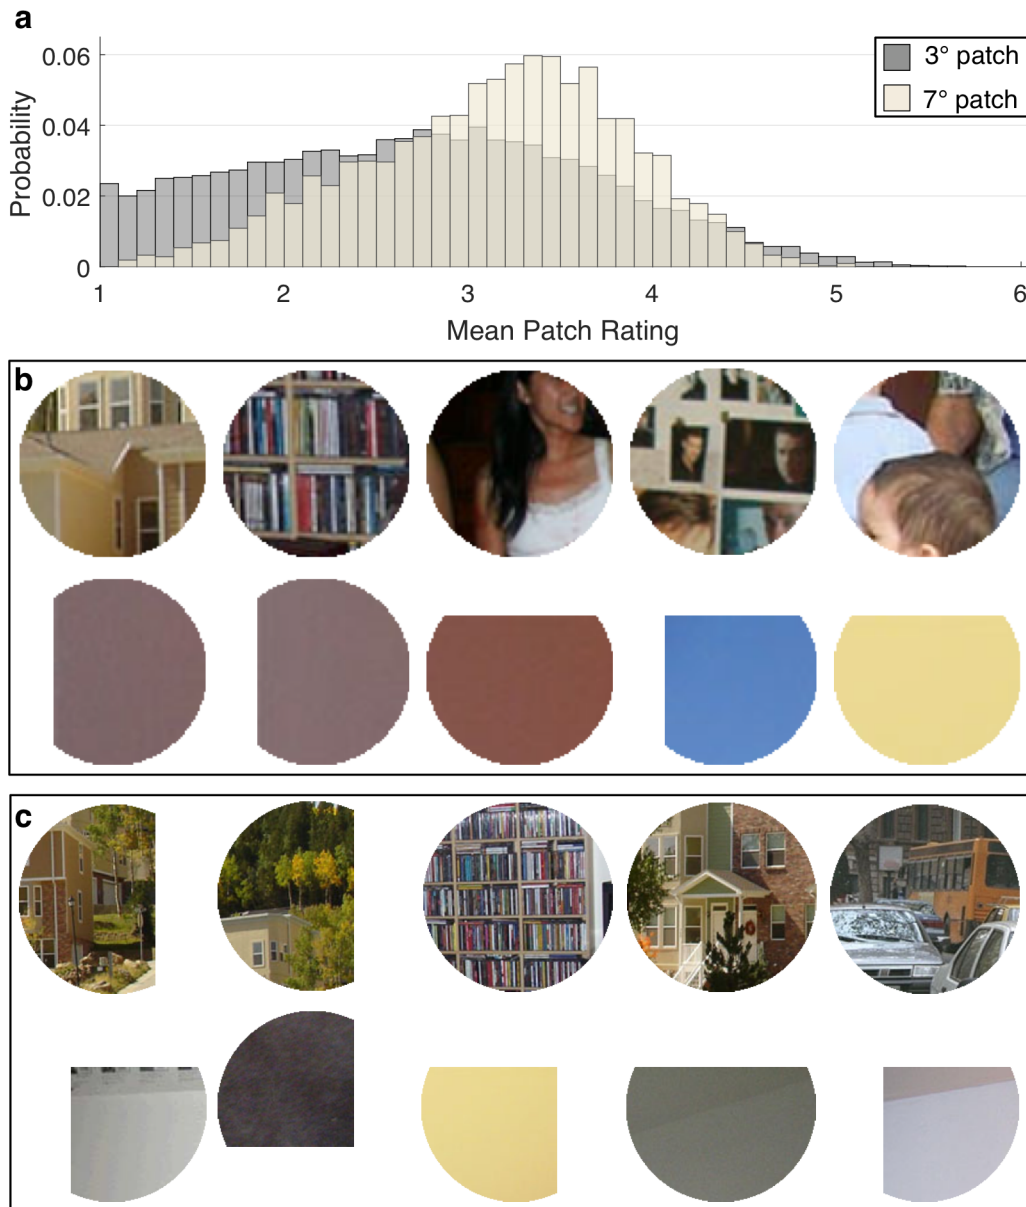 a
0.06
0.04
0.02
0
Probability
1 2 3 4 5 6
Mean Patch Rating
3° patch
7° patch
b
c